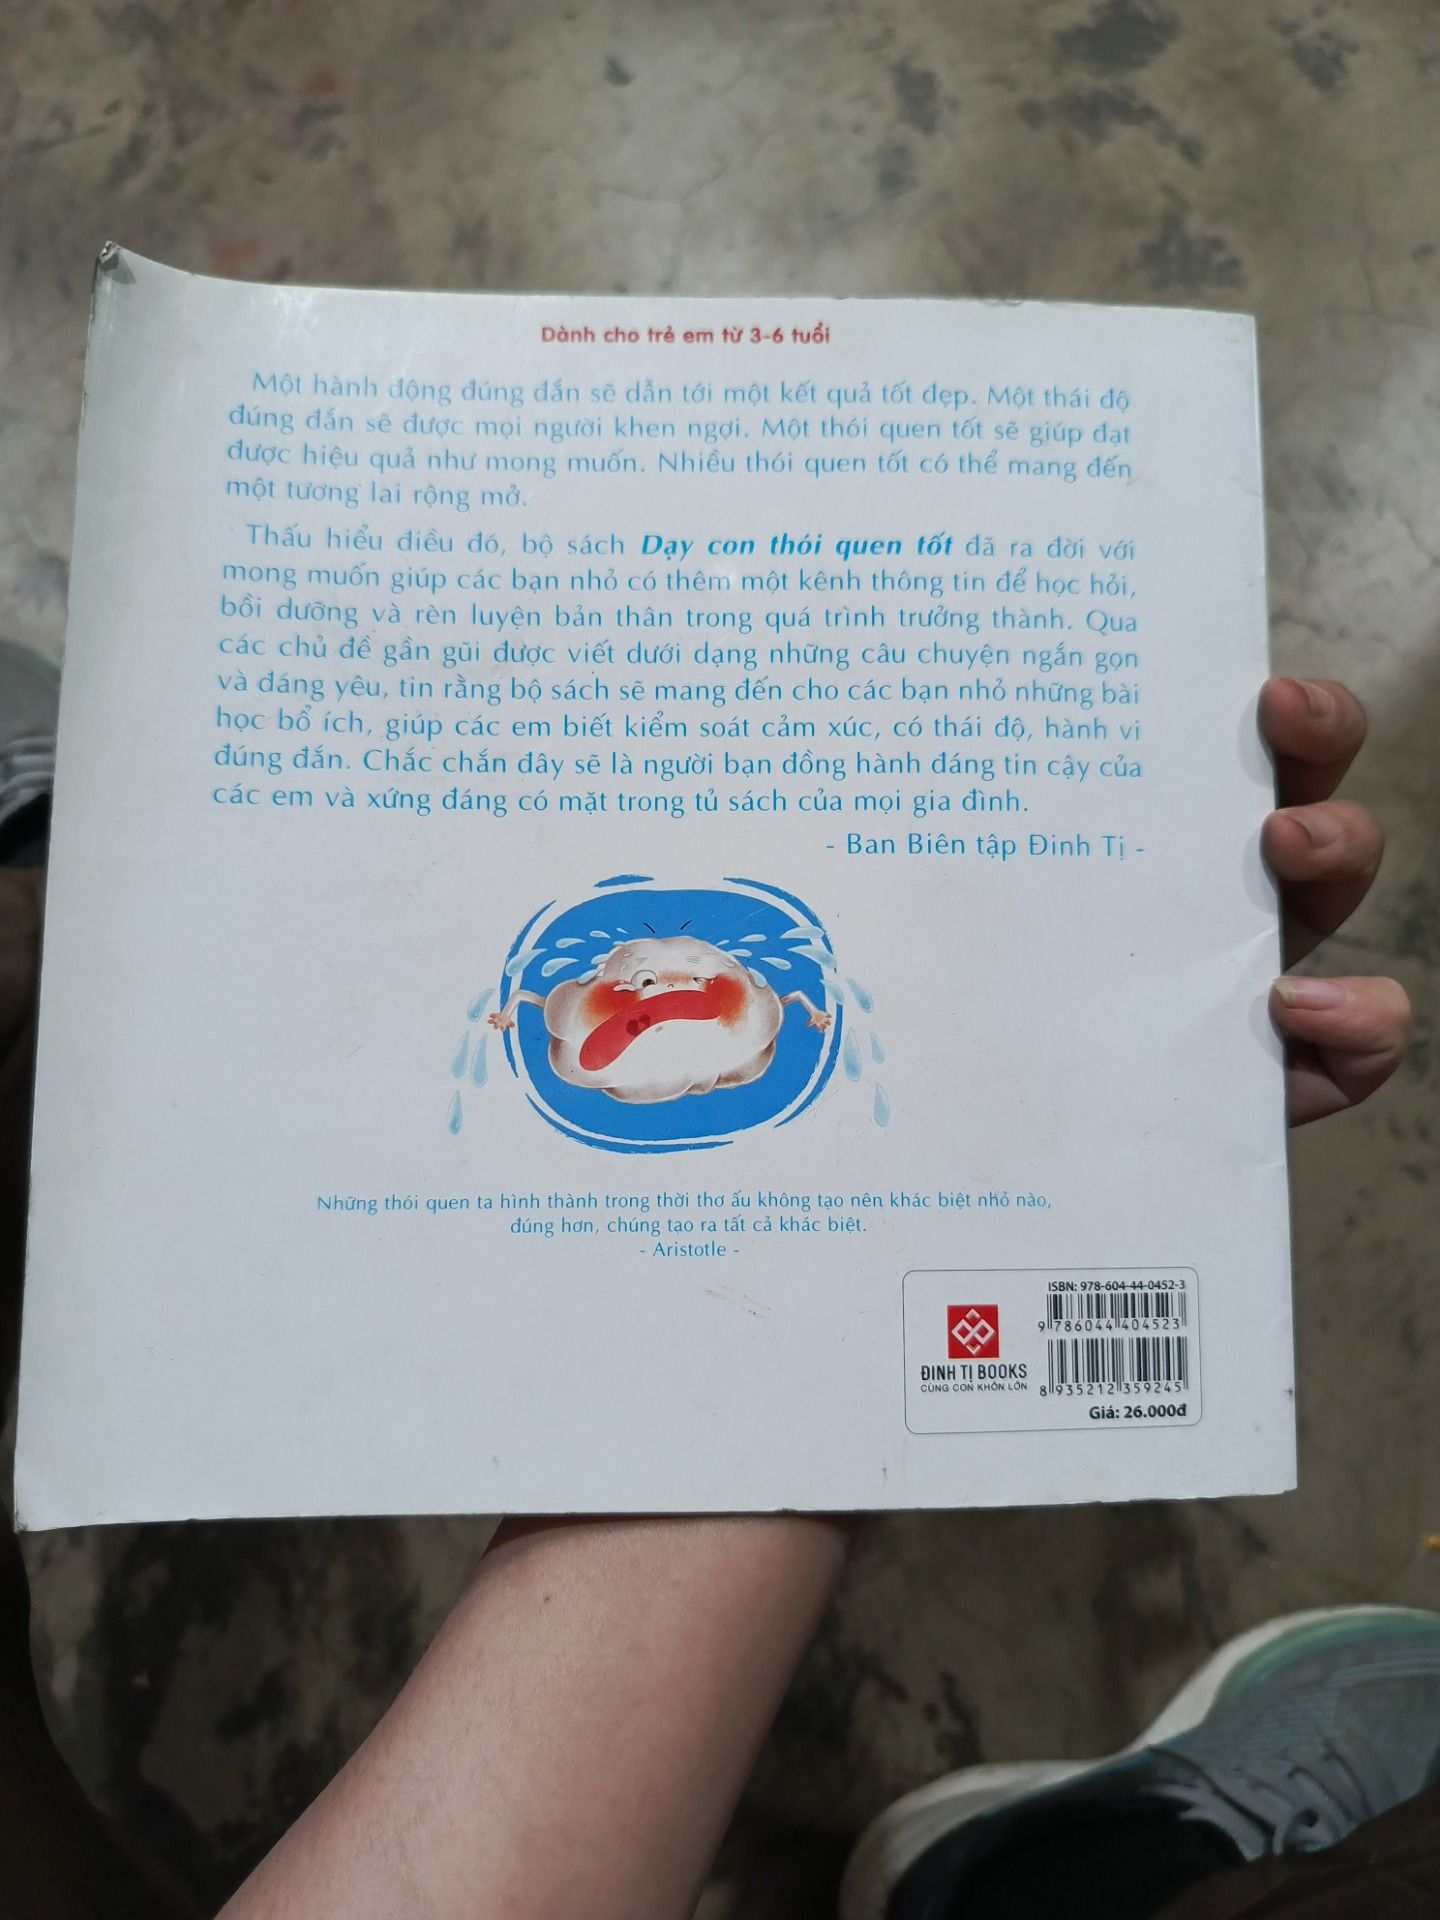 Dành cho trẻ em từ 3-6 tuổi
Một hành động đúng đắn sẽ dẫn tới một kết quả tốt đẹp. Một thái độ
đúng đắn sẽ được mọi người khen ngợi. Một thói quen tốt sẽ giúp đạt
được hiệu quả như mong muốn. Nhiều thói quen tốt có thể mang đến
một tương lai rộng mở.
Thấu hiểu điều đó, bộ sách Dạy con thói quen tốt đã ra đời với
mong muốn giúp các bạn nhỏ có thêm một kênh thông tin để học hỏi,
bồi dưỡng và rèn luyện bản thân trong quá trình trưởng thành. Qua
các chủ đề gần gũi được viết dưới dạng những câu chuyện ngắn gọn
và đáng yêu, tin rằng bộ sách sẽ mang đến cho các bạn nhỏ những bài
học bổ ích, giúp các em biết kiểm soát cảm xúc, có thái độ, hành vi
đúng đắn. Chắc chắn đây sẽ là người bạn đồng hành đáng tin cậy của
các em và xứng đáng có mặt trong tủ sách của mọi gia đình.
- Ban Biên tập Đinh Tị -
Những thói quen ta hình thành trong thời thơ ấu không tạo nên khác biệt nhỏ nào,
đúng hơn, chúng tạo ra tất cả khác biệt.
- Aristotle -
ISBN: 978-604-44-0452-3
9 786044 404523
ĐINH TỊ BOOKS
CÙNG CON KHÔN LỚN
8 935212 359245
Giá: 26.000đ